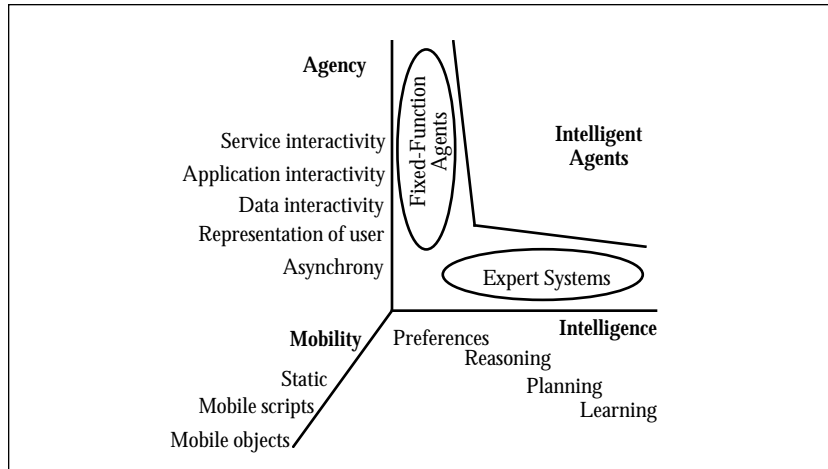 Agency
Service interactivity
Application interactivity
Data interactivity
Representation of user
Asynchrony
Fixed-Function
Agents
Intelligent
Agents
Expert Systems
Mobility
Static
Mobile scripts
Mobile objects
Intelligence
Preferences
Reasoning
Planning
Learning